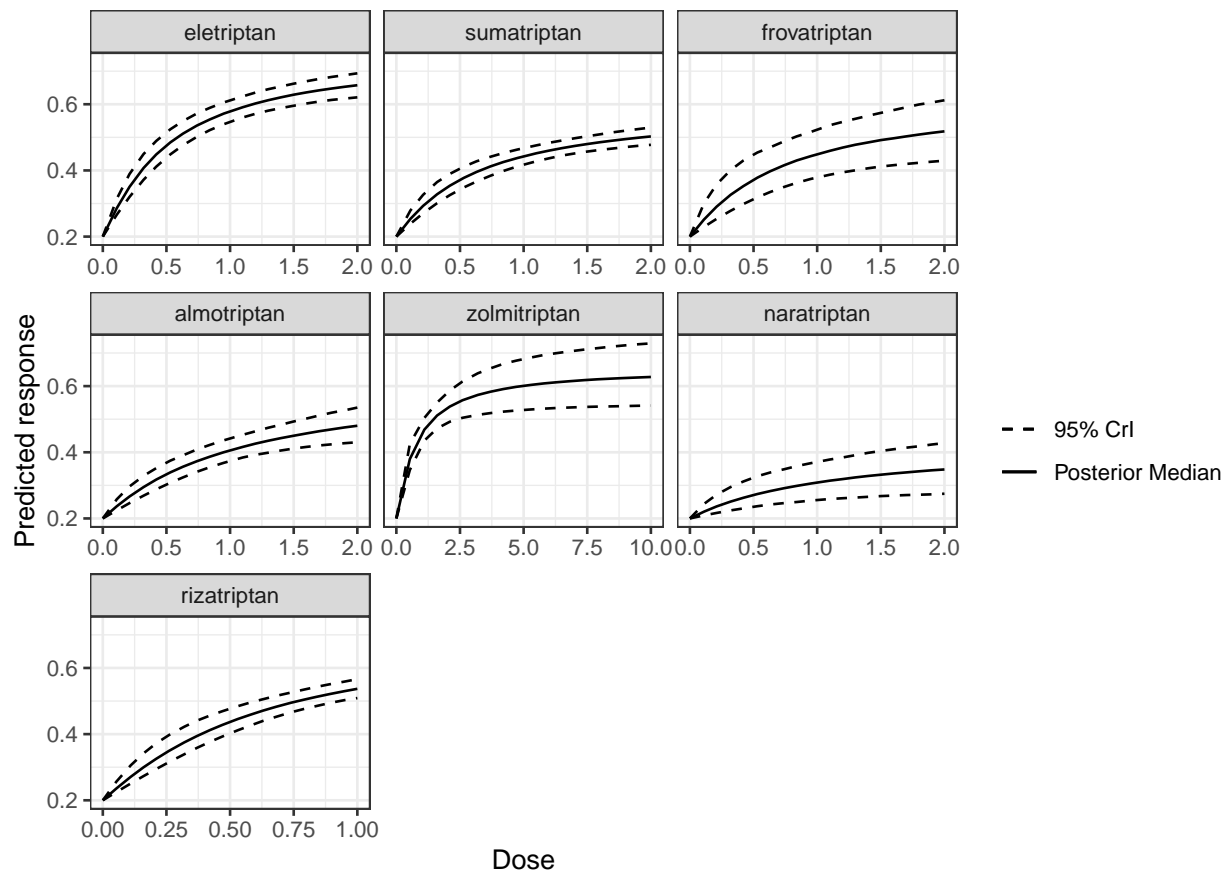 eletriptan sumatriptan frovatriptan
0.6
0.4
0.2
0.0 0.5 1.0 1.5 2.0 0.0 0.5 1.0 1.5 2.0 0.0 0.5 1.0 1.5 2.0
almotriptan zolmitriptan naratriptan
0.6
0.4
0.2
0.0 0.5 1.0 1.5 2.0 0.0 2.5 5.0 7.5 10.0 0.0 0.5 1.0 1.5 2.0
rizatriptan
0.6
0.4
0.2
0.00 0.25 0.50 0.75 1.00
Predicted response
Dose
95% CrI
Posterior Median